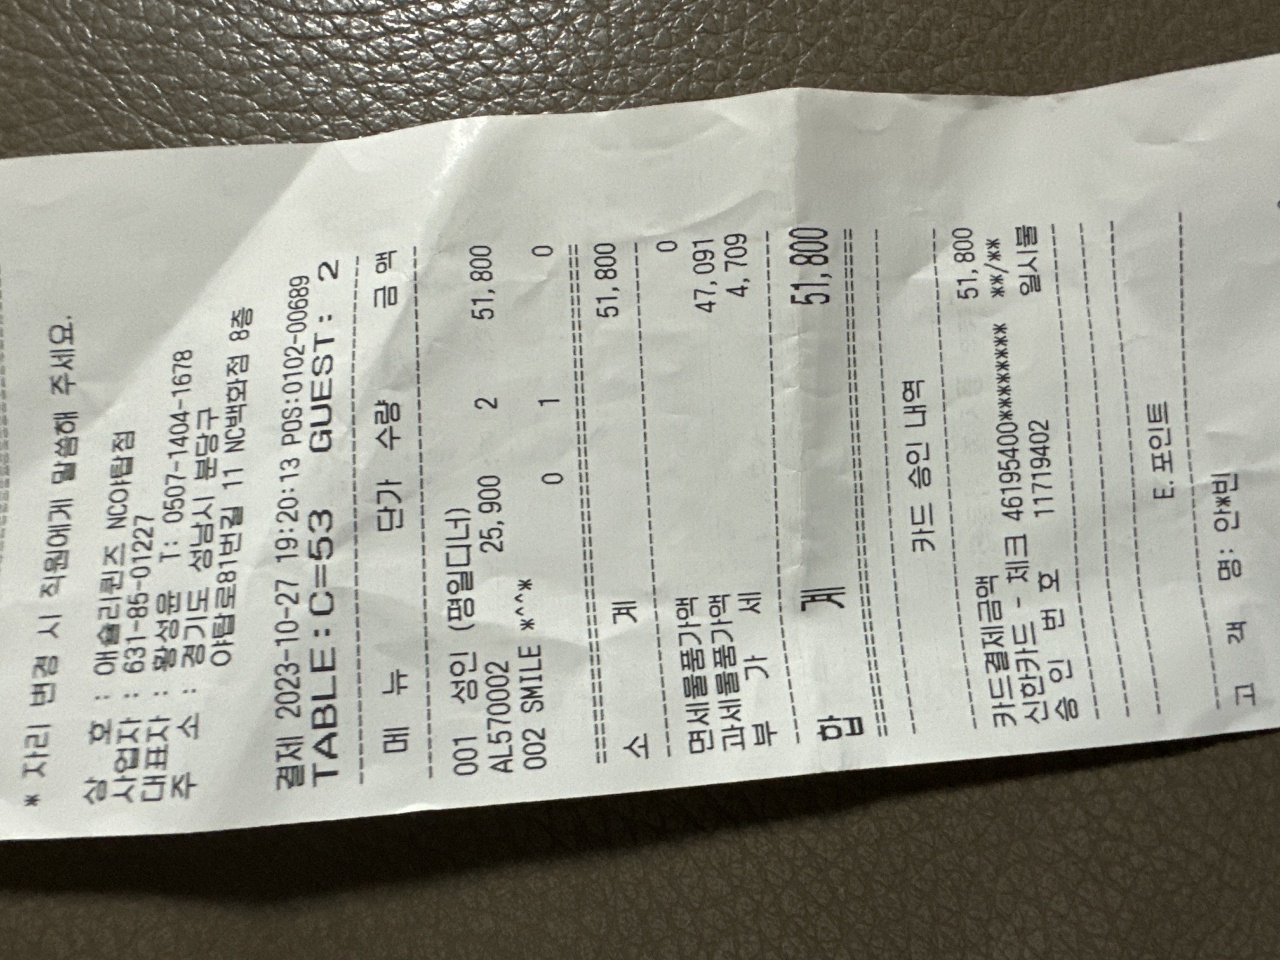 * 자리 변경 시 직원에게 말씀해 주세요.
상 호 : 애슐리퀸즈 NC야탑점
사업자 : 631-85-01227
대표자 : 황성윤 T: 0507-1404-1678
주 소 : 경기도 성남시 분당구
야탑로81번길 11 NC백화점 8층
결제 2023-10-27 19:20:13 POS:0102-00689
TABLE:C=53 GUEST: 2
메 뉴 단가 수량 금액
001 성인 (평일디너)
AL570002 25,900 2 51,800
002 SMILE *^^* 0 1 0
소 계 51,800
면세물품가액 0
과세물품가액 47,091
부 가 세 4,709
합 계 51,800
카드 승인 내역
카드결제금액 51,800
신한카드 - 체크 46195400********* **/**
승 인 번 호 11719402 일시불
E.포인트
고 객 명: 안*빈